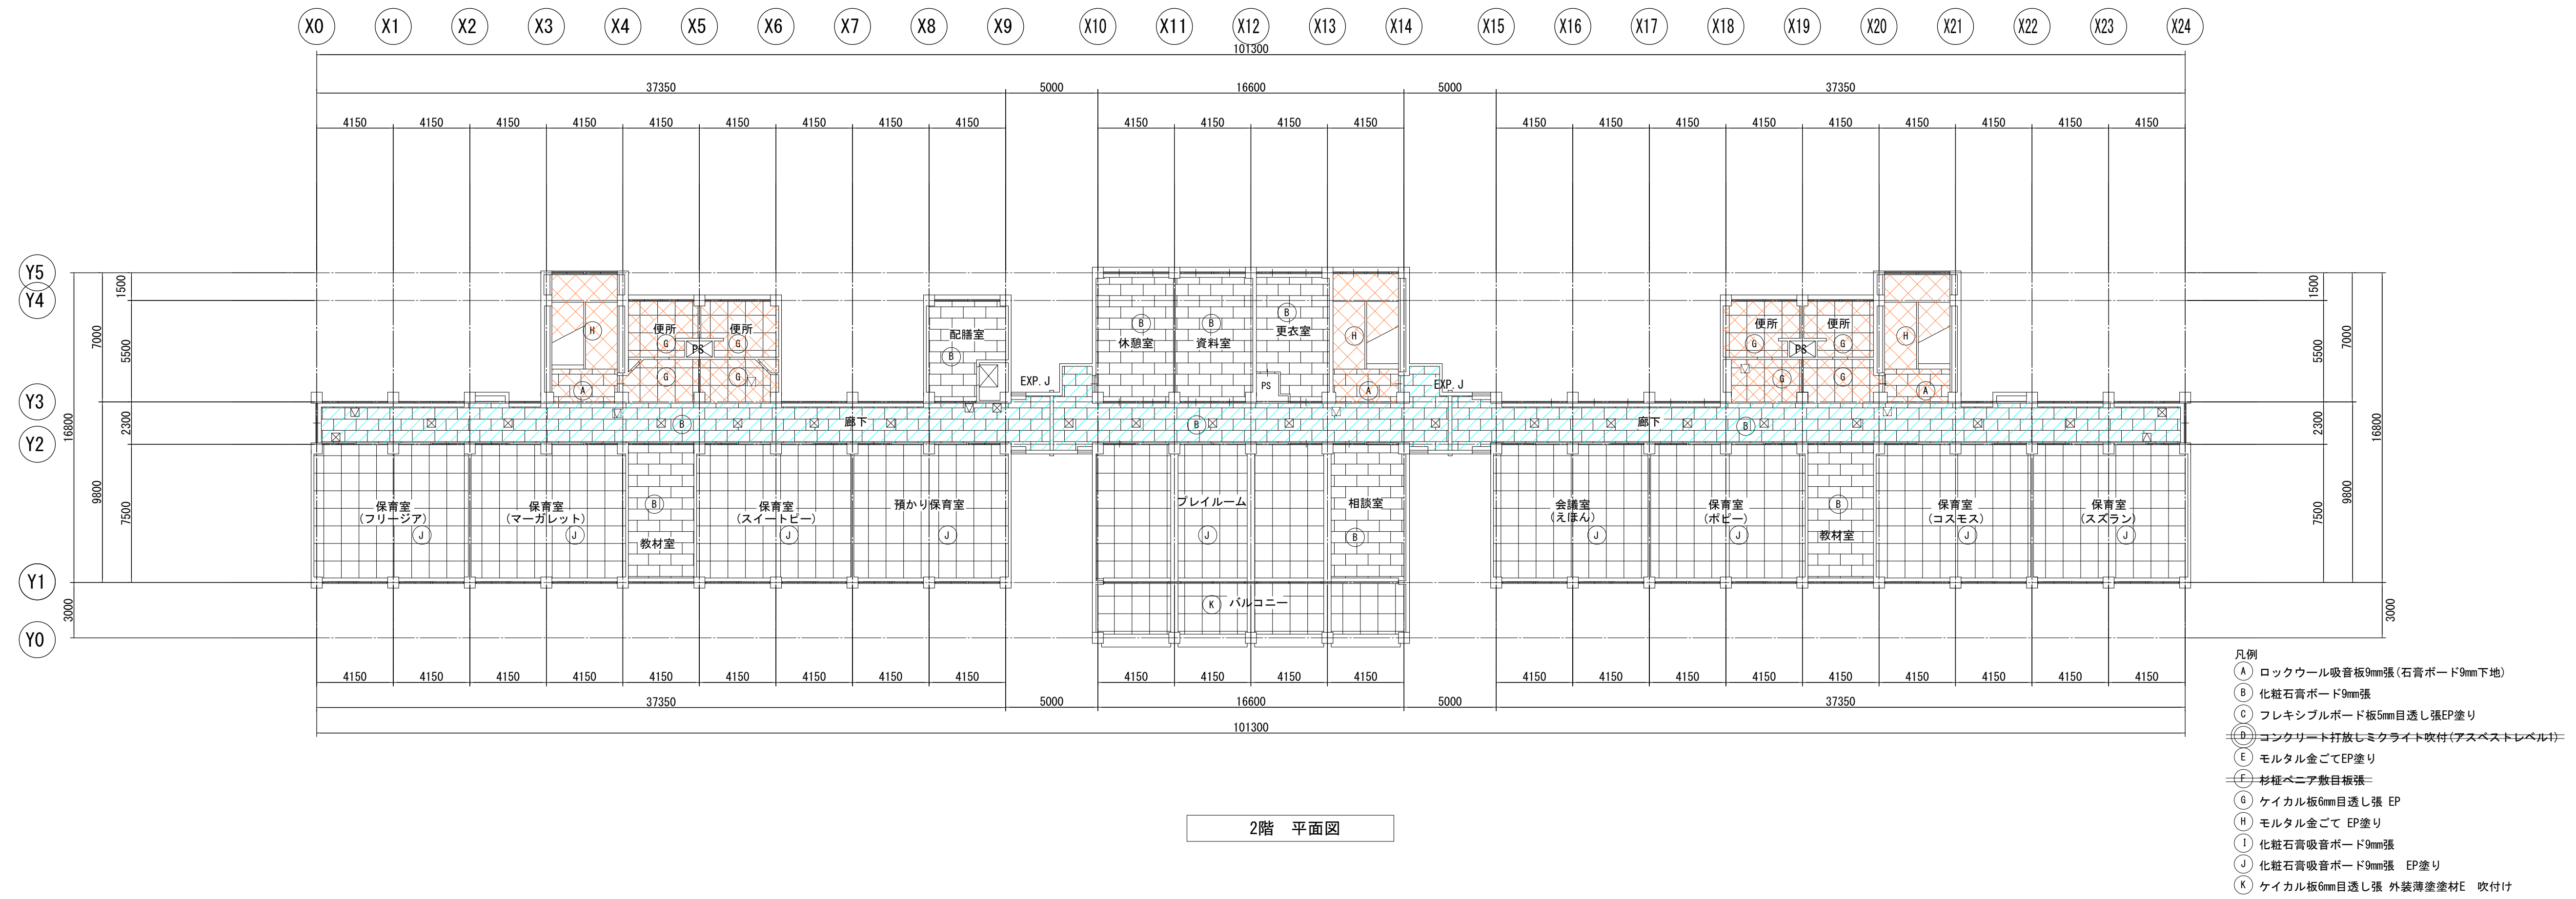 X0 X1 X2 X3 X4 X5 X6 X7 X8 X9 X10 X11 X12 X13 X14 X15 X16 X17 X18 X19 X20 X21 X22 X23 X24
101300
37350 5000 16600 5000 37350
4150 4150 4150 4150 4150 4150 4150 4150 4150 4150 4150 4150 4150 4150 4150 4150 4150 4150 4150 4150 4150 4150
Y5
Y4
Y3
Y2
Y1
Y0
1500
7000
5500
16800
2300
9800
7500
3000
1500
7000
5500
2300
16800
9800
7500
3000
H
便所
G
便所
G
PS
G
G
A
配膳室
B
EXP.J
B
休憩室
B
資料室
B
更衣室
PS
H
A
EXP.J
便所
G
便所
G
PS
G
G
H
A
B
廊下
B
廊下
B
保育室
(フリージア)
J
保育室
(マーガレット)
J
B
教材室
保育室
(スイートピー)
J
預かり保育室
J
プレイルーム
J
相談室
B
K バルコニー
会議室
(えほん)
J
保育室
(ポピー)
J
B
教材室
保育室
(コスモス)
J
保育室
(スズラン)
J
4150 4150 4150 4150 4150 4150 4150 4150 4150 4150 4150 4150 4150 4150 4150 4150 4150 4150 4150 4150 4150 4150
37350 5000 16600 5000 37350
101300
2階 平面図
凡例
A ロックウール吸音板9mm張(石膏ボード9mm下地)
B 化粧石膏ボード9mm張
C フレキシブルボード板5mm目透し張EP塗り
D コンクリート打放しミクライト吹付(アスベストレベル1)
E モルタル金ごてEP塗り
F 杉柾ベニア敷目板張
G ケイカル板6mm目透し張 EP
H モルタル金ごて EP塗り
I 化粧石膏吸音ボード9mm張
J 化粧石膏吸音ボード9mm張 EP塗り
K ケイカル板6mm目透し張 外装薄塗塗材E 吹付け